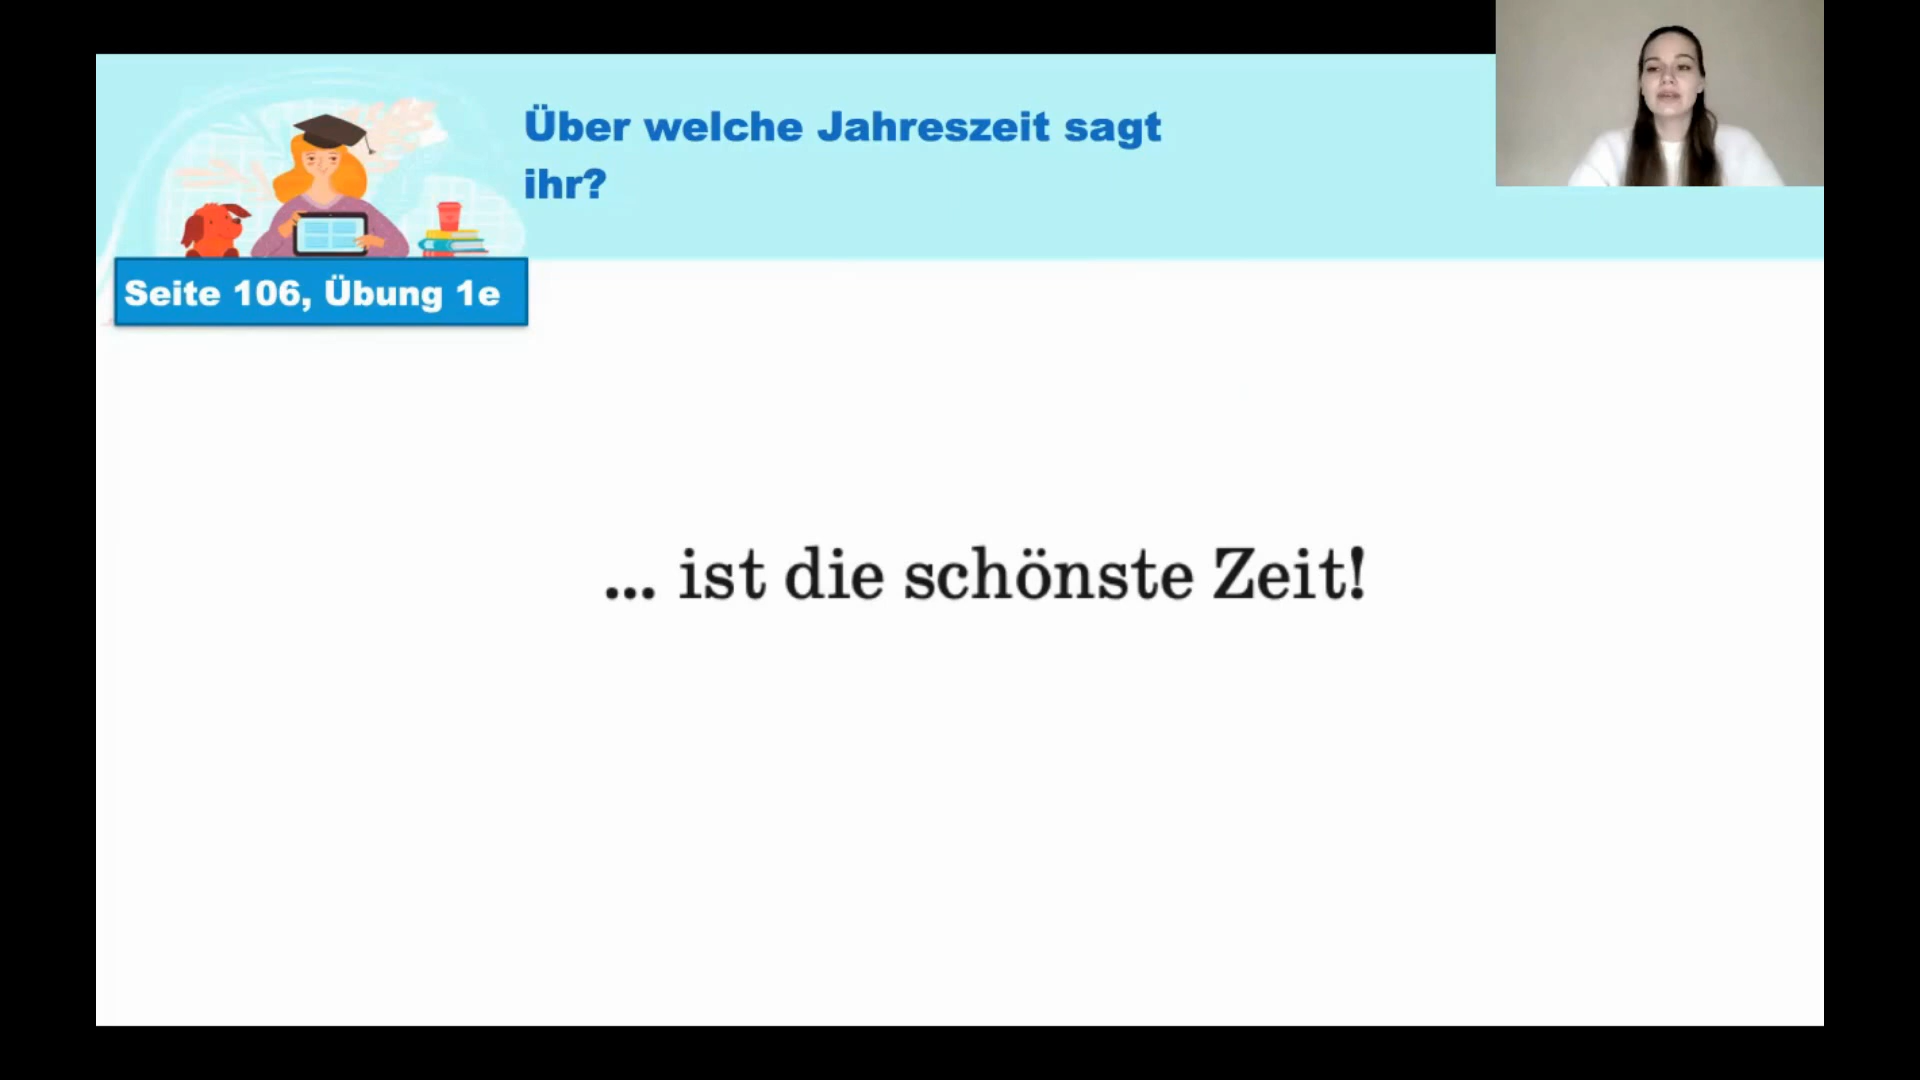 Über welche Jahreszeit sagt
ihr?
Seite 106, Übung 1e
... ist die schönste Zeit!